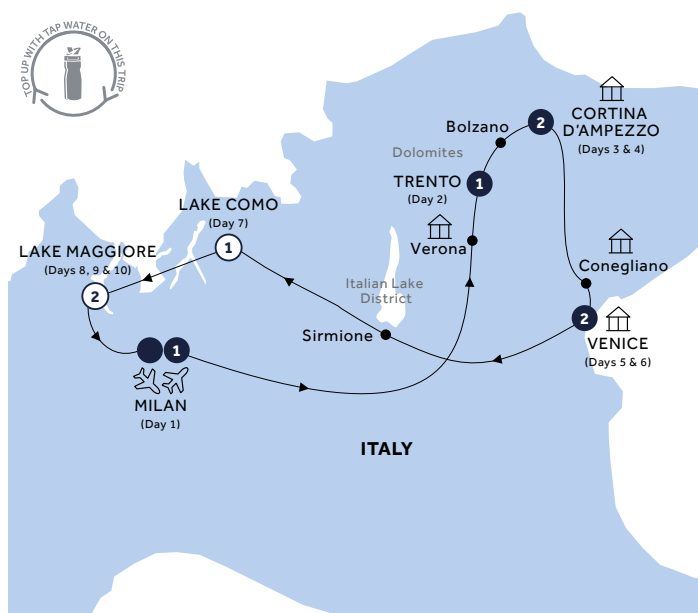 TOP UP WITH TAP WATER ON THIS TRIP
2
CORTINA
D'AMPEZZO
(Days 3 & 4)
Bolzano
Dolomites
TRENTO
1
(Day 2)
LAKE COMO
(Day 7)
1
Verona
LAKE MAGGIORE
(Days 8, 9 & 10)
2
Conegliano
Italian Lake
District
Sirmione
2
VENICE
(Days 5 & 6)
1
MILAN
(Day 1)
ITALY